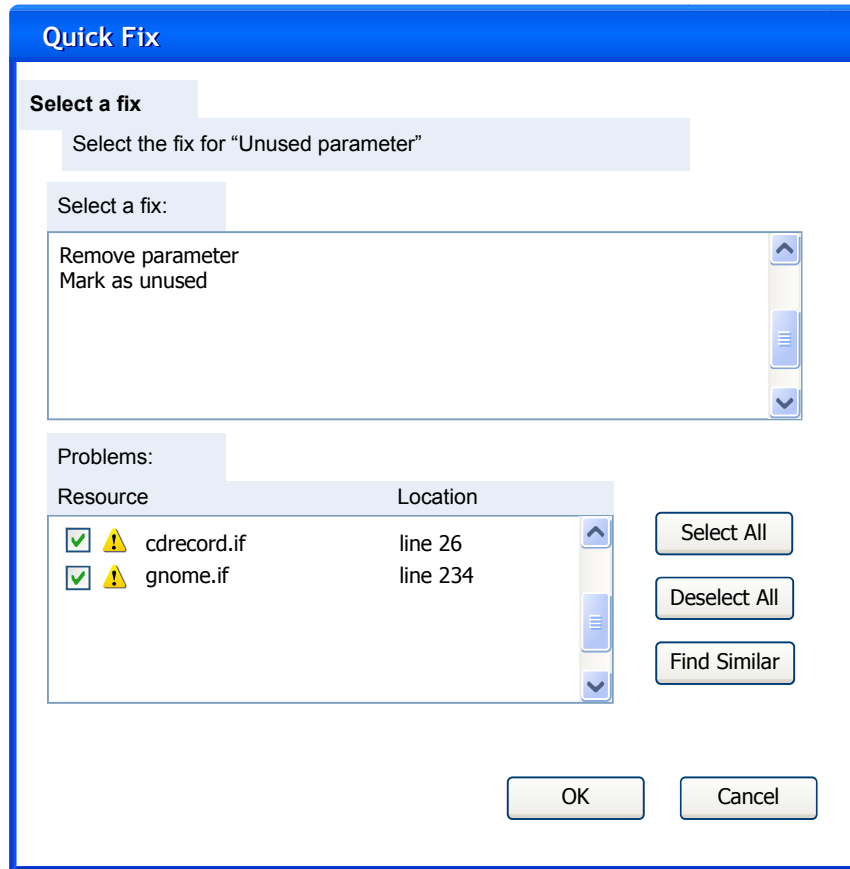 Quick Fix
Select a fix
Select the fix for “Unused parameter”
Select a fix:
Remove parameter
Mark as unused
Problems:
Resource Location
cdrecord.if line 26
gnome.if line 234
Select All
Deselect All
Find Similar
OK Cancel